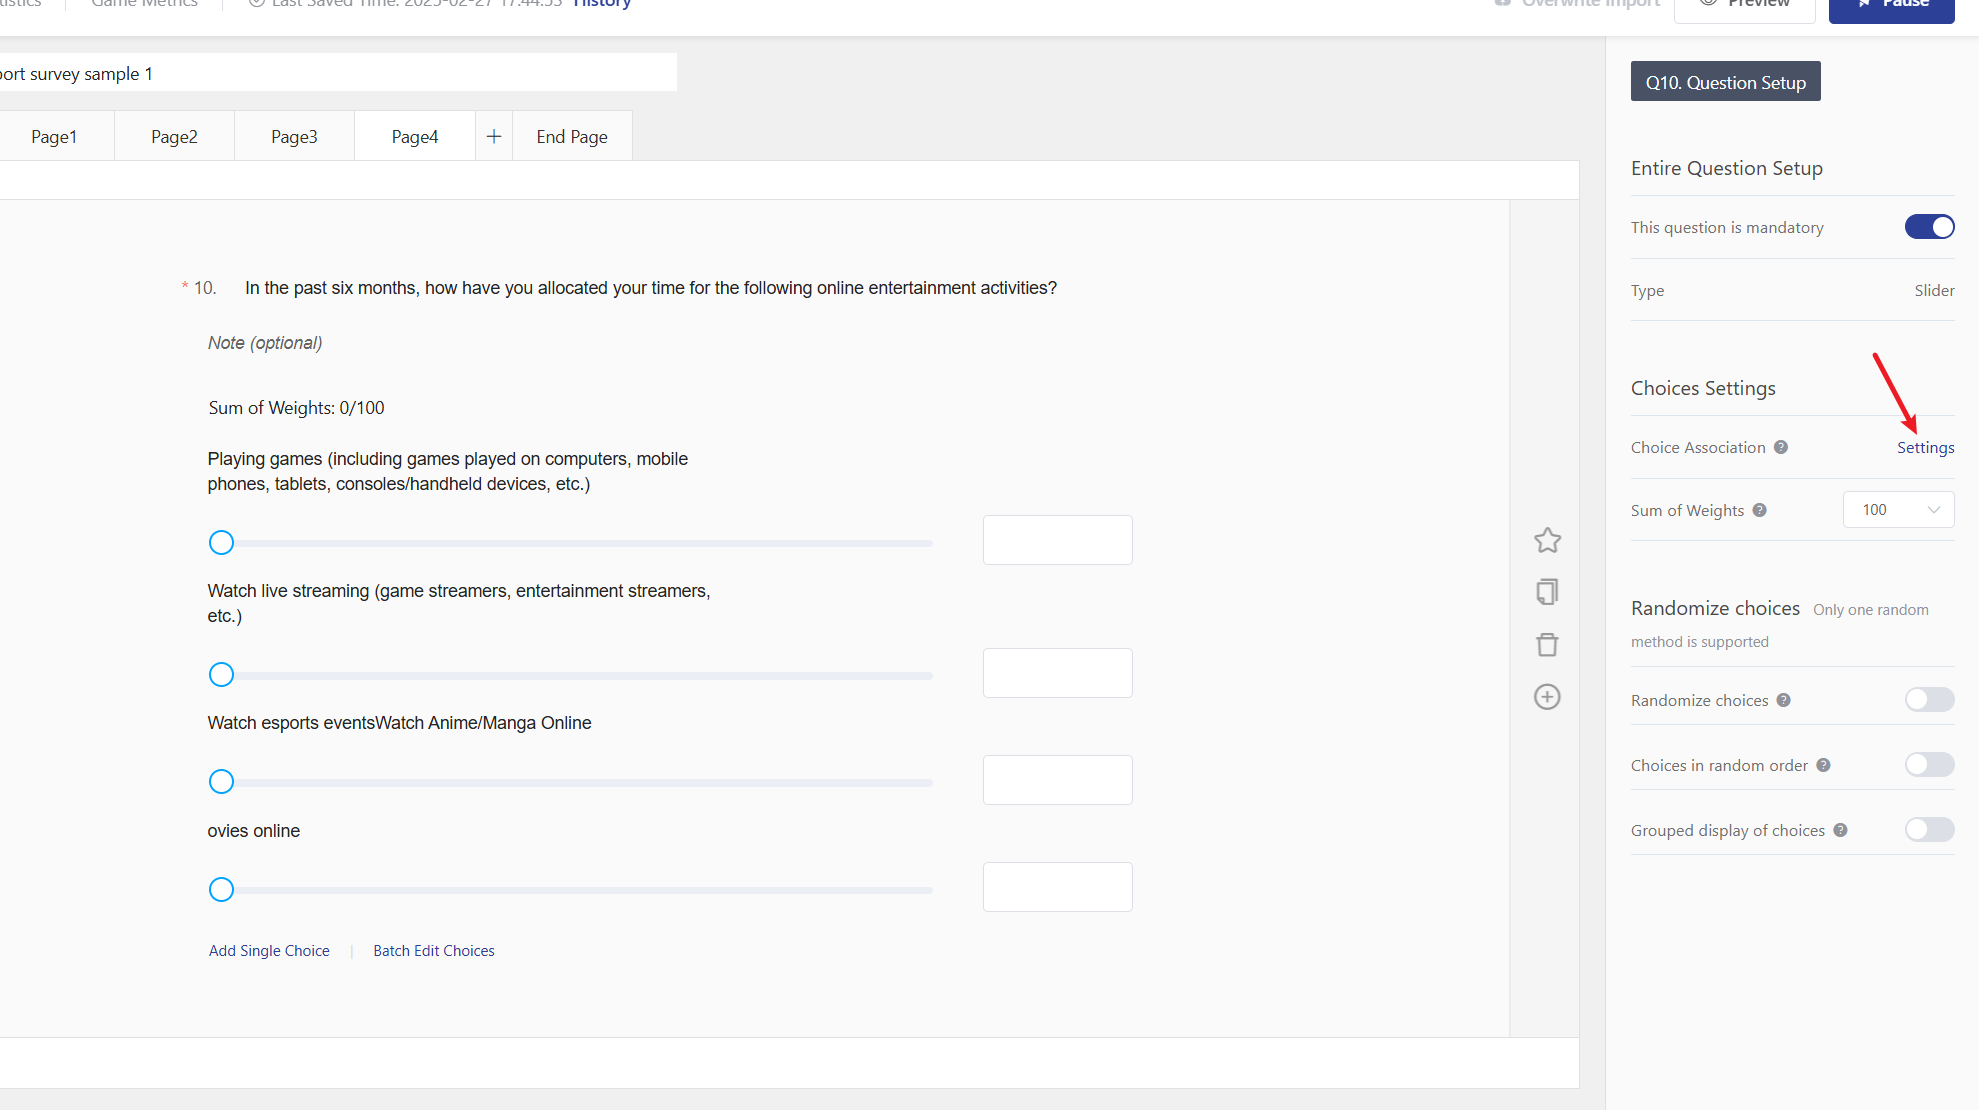 Game Metrics
Last Saved Time: 2025-02-27 17:44:53 History
Overwrite Import
Preview
Pause
port survey sample 1
Page1
Page2
Page3
Page4
End Page
* 10. In the past six months, how have you allocated your time for the following online entertainment activities?
Note (optional)
Sum of Weights: 0/100
Playing games (including games played on computers, mobile
phones, tablets, consoles/handheld devices, etc.)
Watch live streaming (game streamers, entertainment streamers,
etc.)
Watch esports eventsWatch Anime/Manga Online
ovies online
Add Single Choice | Batch Edit Choices
Q10. Question Setup
Entire Question Setup
This question is mandatory
Type Slider
Choices Settings
Choice Association ? Settings
Sum of Weights ? 100
Randomize choices Only one random
method is supported
Randomize choices ?
Choices in random order ?
Grouped display of choices ?